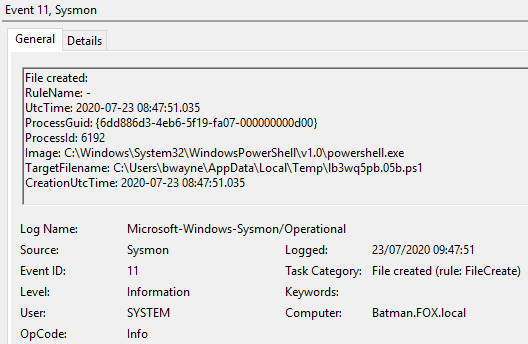 Event 11, Sysmon
General Details
File created:
RuleName: -
UtcTime: 2020-07-23 08:47:51.035
ProcessGuid: {6dd886d3-4eb6-5f19-fa07-000000000d00}
ProcessId: 6192
Image: C:\Windows\System32\WindowsPowerShell\v1.0\powershell.exe
TargetFilename: C:\Users\bwayne\AppData\Local\Temp\lb3wq5pb.05b.ps1
CreationUtcTime: 2020-07-23 08:47:51.035
Log Name: Microsoft-Windows-Sysmon/Operational
Source: Sysmon Logged: 23/07/2020 09:47:51
Event ID: 11 Task Category: File created (rule: FileCreate)
Level: Information Keywords:
User: SYSTEM Computer: Batman.FOX.local
OpCode: Info